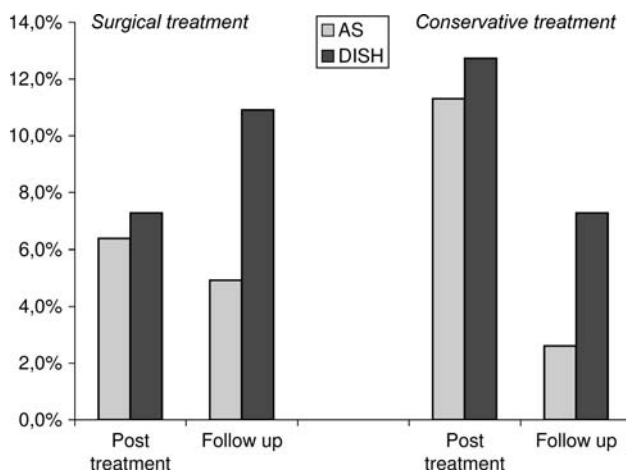 14,0%
Surgical treatment
Conservative treatment
AS
DISH
12,0%
10,0%
8,0%
6,0%
4,0%
2,0%
0,0%
Post
treatment
Follow up
Post
treatment
Follow up